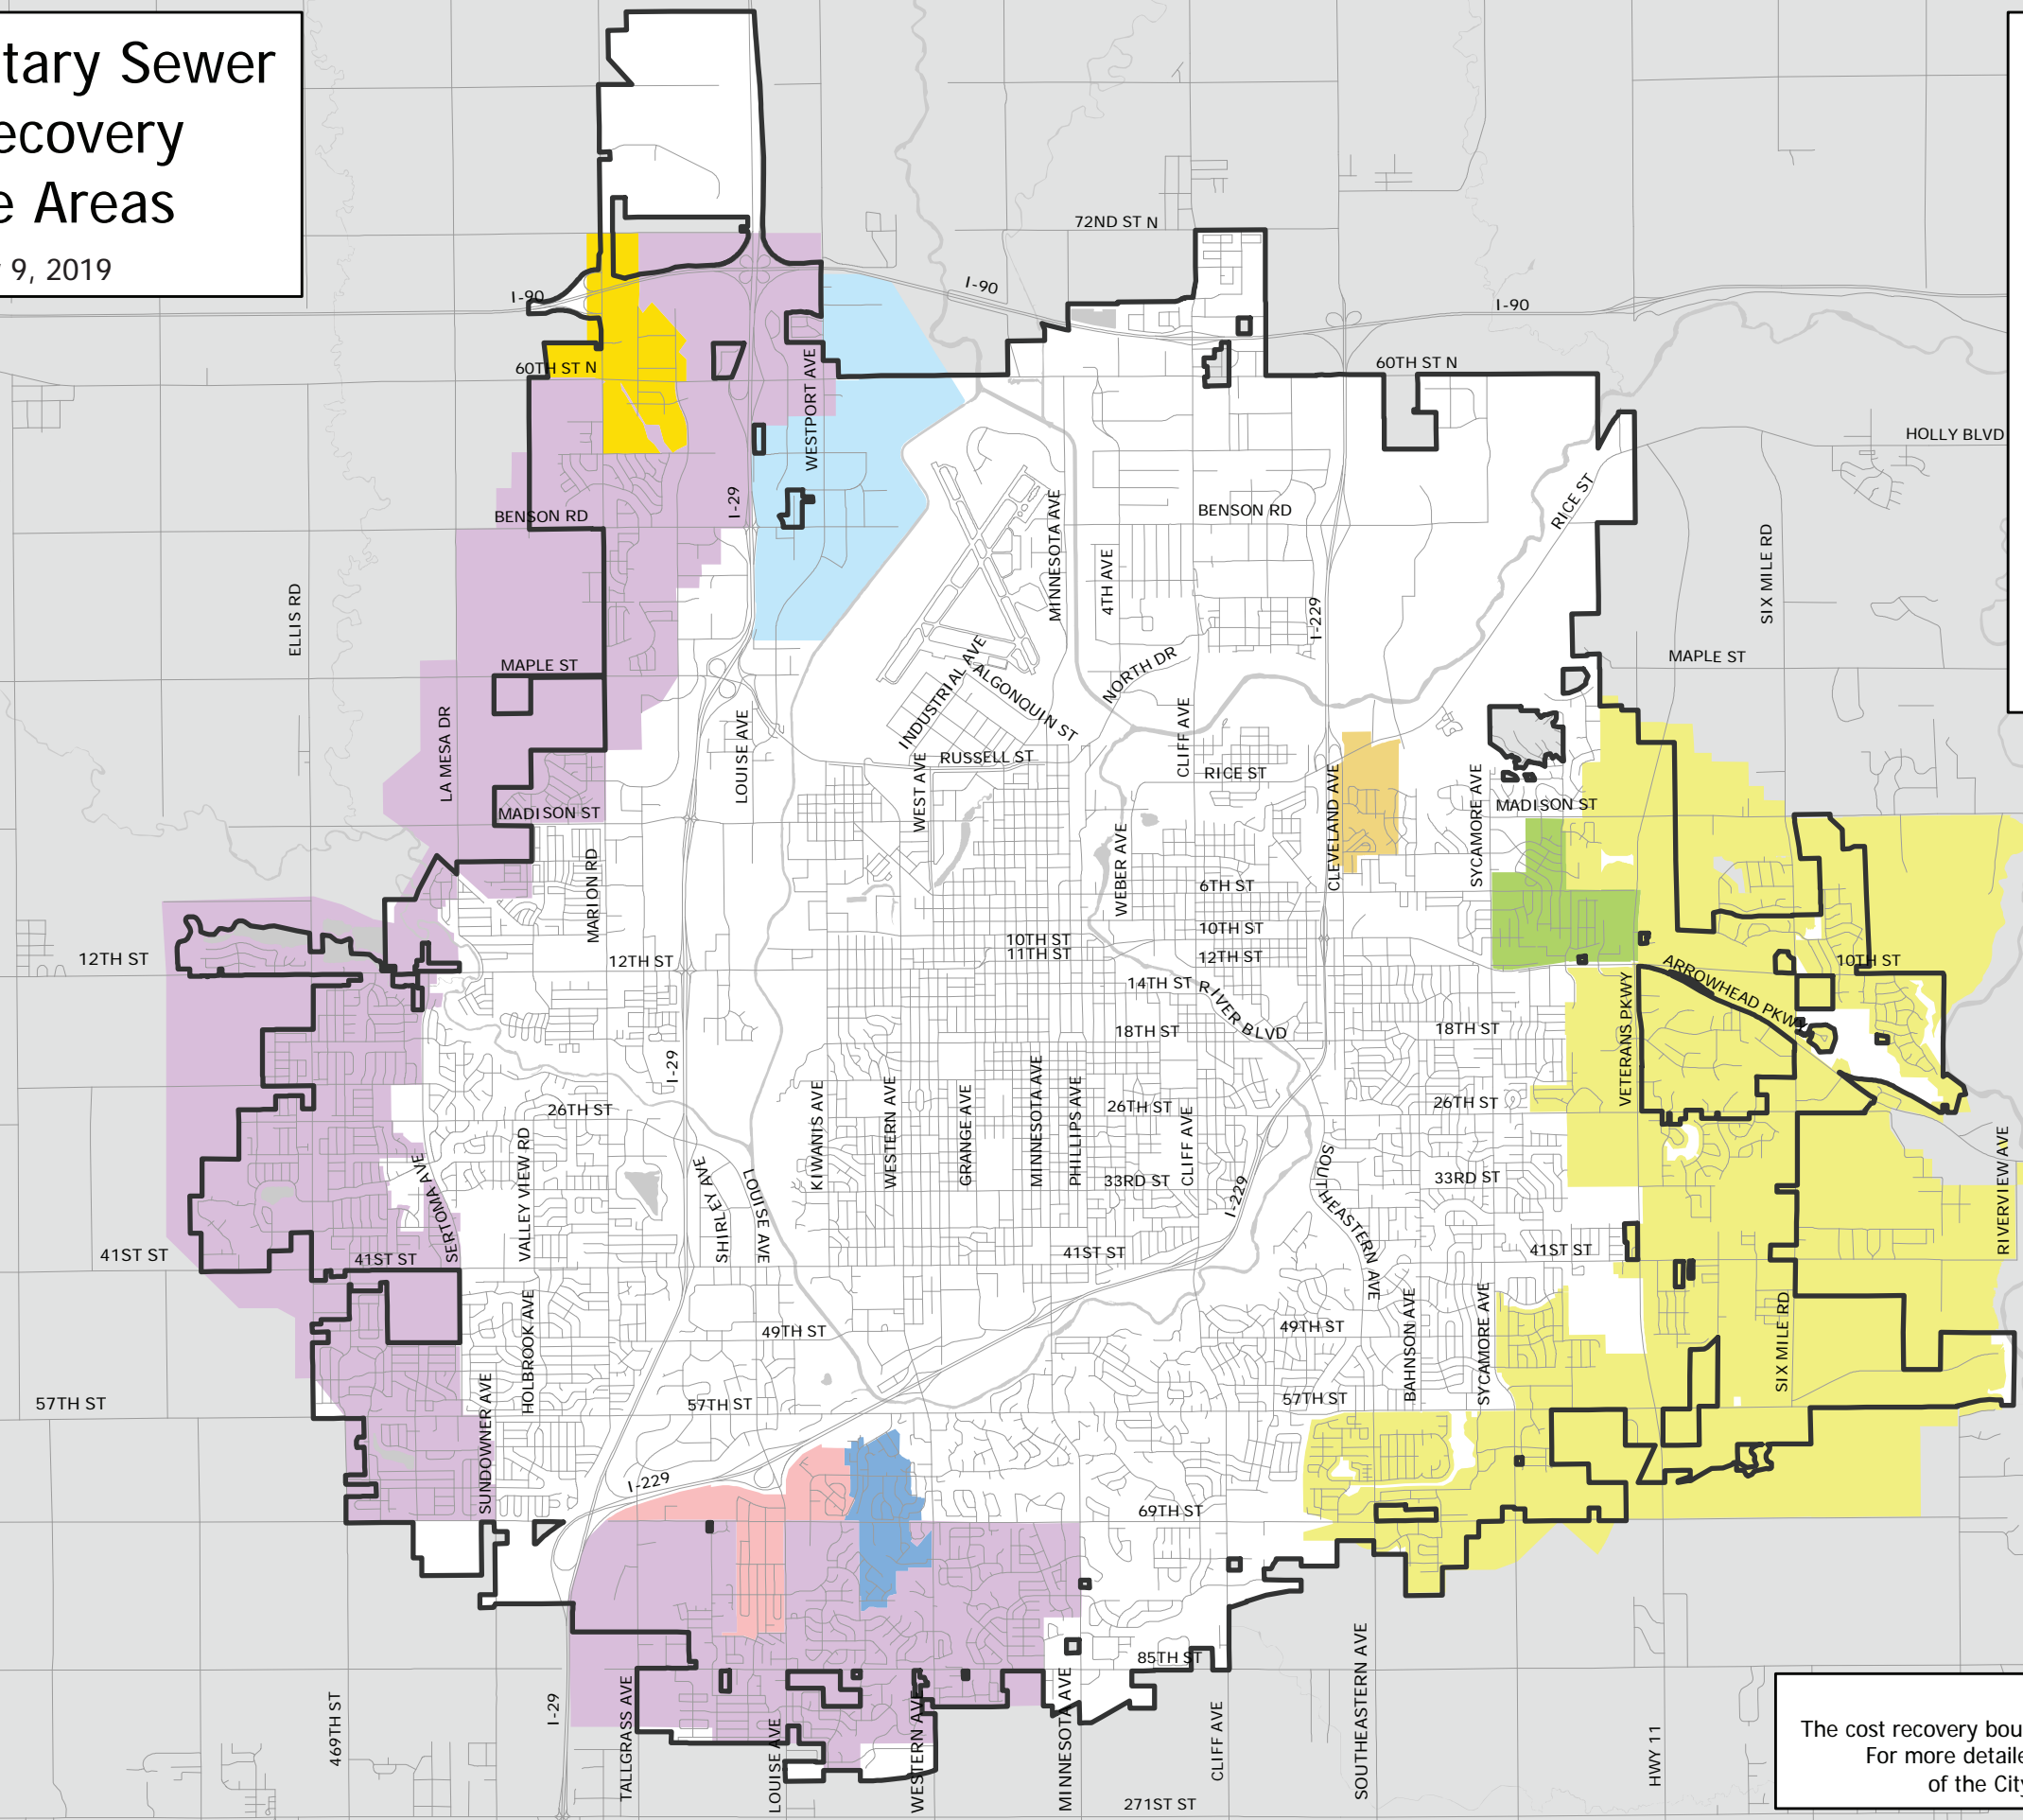 tary Sewer
ecovery
e Areas
9, 2019
72ND ST N
I-90
I-90
I-90
60TH ST N
60TH ST N
WESTPORT AVE
HOLLY BLVD
I-29
BENSON RD
BENSON RD
MINNESOTA AVE
RICE ST
SIX MILE RD
4TH AVE
ELLIS RD
I-229
MAPLE ST
MAPLE ST
NORTH DR
INDUSTRIAL AVE
ALGONQUIN ST
LA MESA DR
LOUISE AVE
CLIFF AVE
RUSSELL ST
WEST AVE
RICE ST
CLEVELAND AVE
SYCAMORE AVE
MADISON ST
MADISON ST
MARION RD
WEBER AVE
6TH ST
10TH ST
10TH ST
11TH ST
12TH ST
12TH ST
12TH ST
10TH ST
ARROWHEAD PKWY
VETERANS PKWY
14TH ST
RIVER BLVD
18TH ST
18TH ST
I-29
26TH ST
26TH ST
26TH ST
KIWANIS AVE
WESTERN AVE
GRANGE AVE
MINNESOTA AVE
PHILLIPS AVE
CLIFF AVE
33RD ST
33RD ST
I-229
SOUTHEASTERN AVE
SERTOMA AVE
VALLEY VIEW RD
SHIRLEY AVE
LOUISE AVE
RIVERVIEW AVE
41ST ST
41ST ST
41ST ST
41ST ST
HOLBROOK AVE
49TH ST
49TH ST
BAHNSON AVE
SYCAMORE AVE
SIX MILE RD
57TH ST
57TH ST
57TH ST
SUNDOWNER AVE
I-229
69TH ST
85TH ST
469TH ST
I-29
TALLGRASS AVE
LOUISE AVE
WESTERN AVE
MINNESOTA AVE
CLIFF AVE
SOUTHEASTERN AVE
HWY 11
271ST ST
The cost recovery bou
For more detaile
of the City